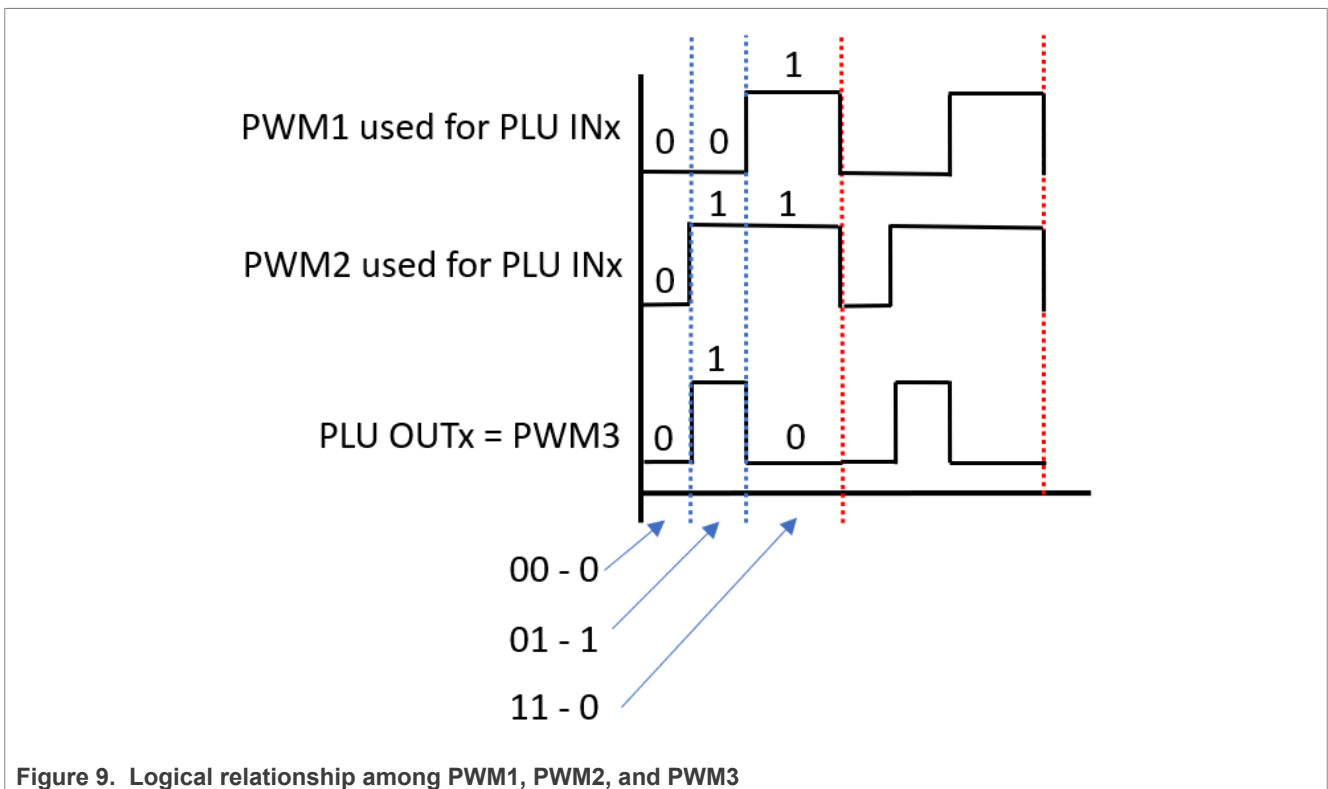 1
PWM1 used for PLU INx
0 0
1 1
PWM2 used for PLU INx
0
1
PLU OUTx = PWM3
0 0
00 - 0
01 - 1
11 - 0
Figure 9. Logical relationship among PWM1, PWM2, and PWM3